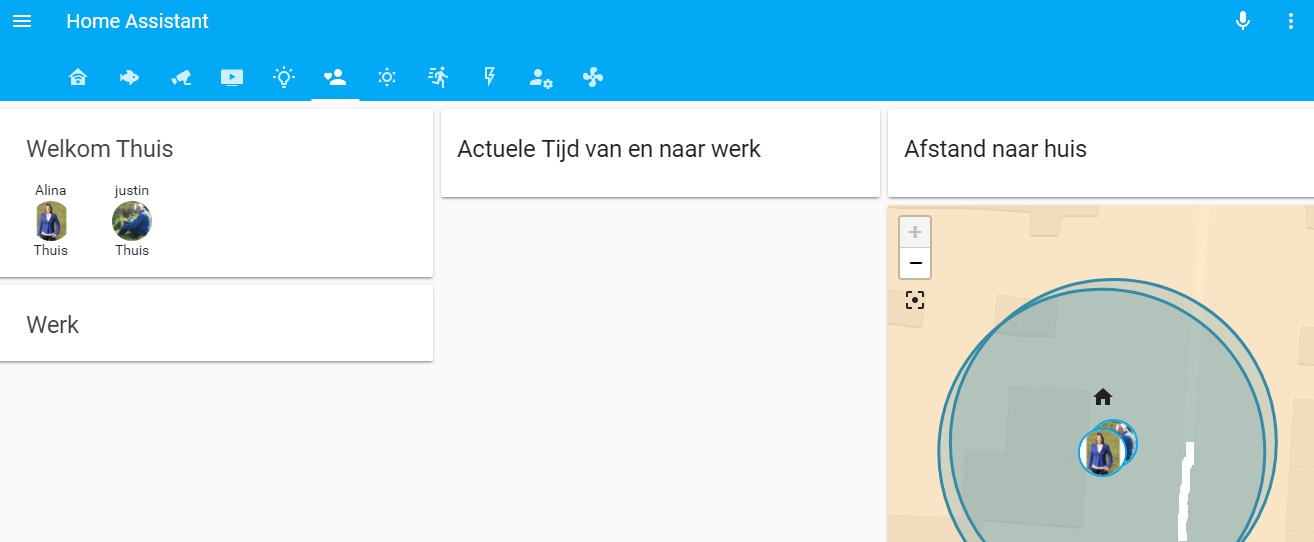 Home Assistant
Welkom Thuis
Alina justin
Thuis Thuis
Werk
Actuele Tijd van en naar werk
Afstand naar huis
+
−